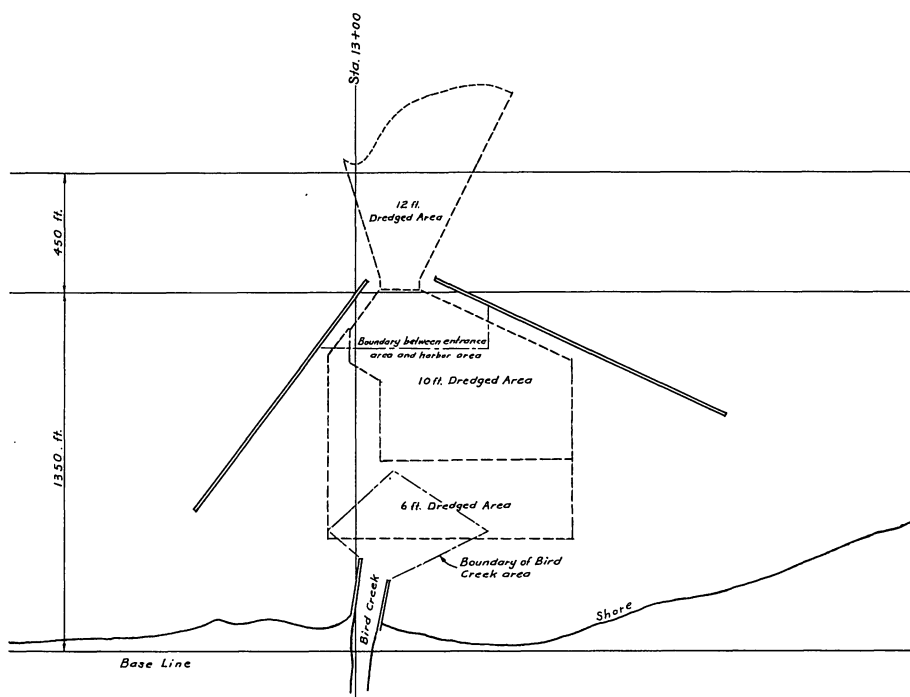 Sta. 13+00
12 ft.
Dredged Area
450 ft.
Boundary between entrance
area and harbor area
10 ft. Dredged Area
1350. ft.
6 ft. Dredged Area
Boundary of Bird
Creek area
Bird Creek
Shore
Base Line